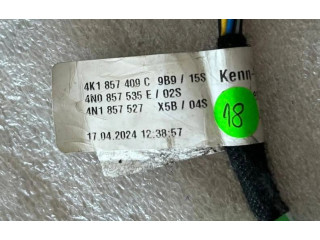 4K1 857 409 C 9B9 / 15S
4N0 857 535 E / 02S
4N1 857 527 X5B / 04S
17.04.2024 12:38:57
Kenn-
18